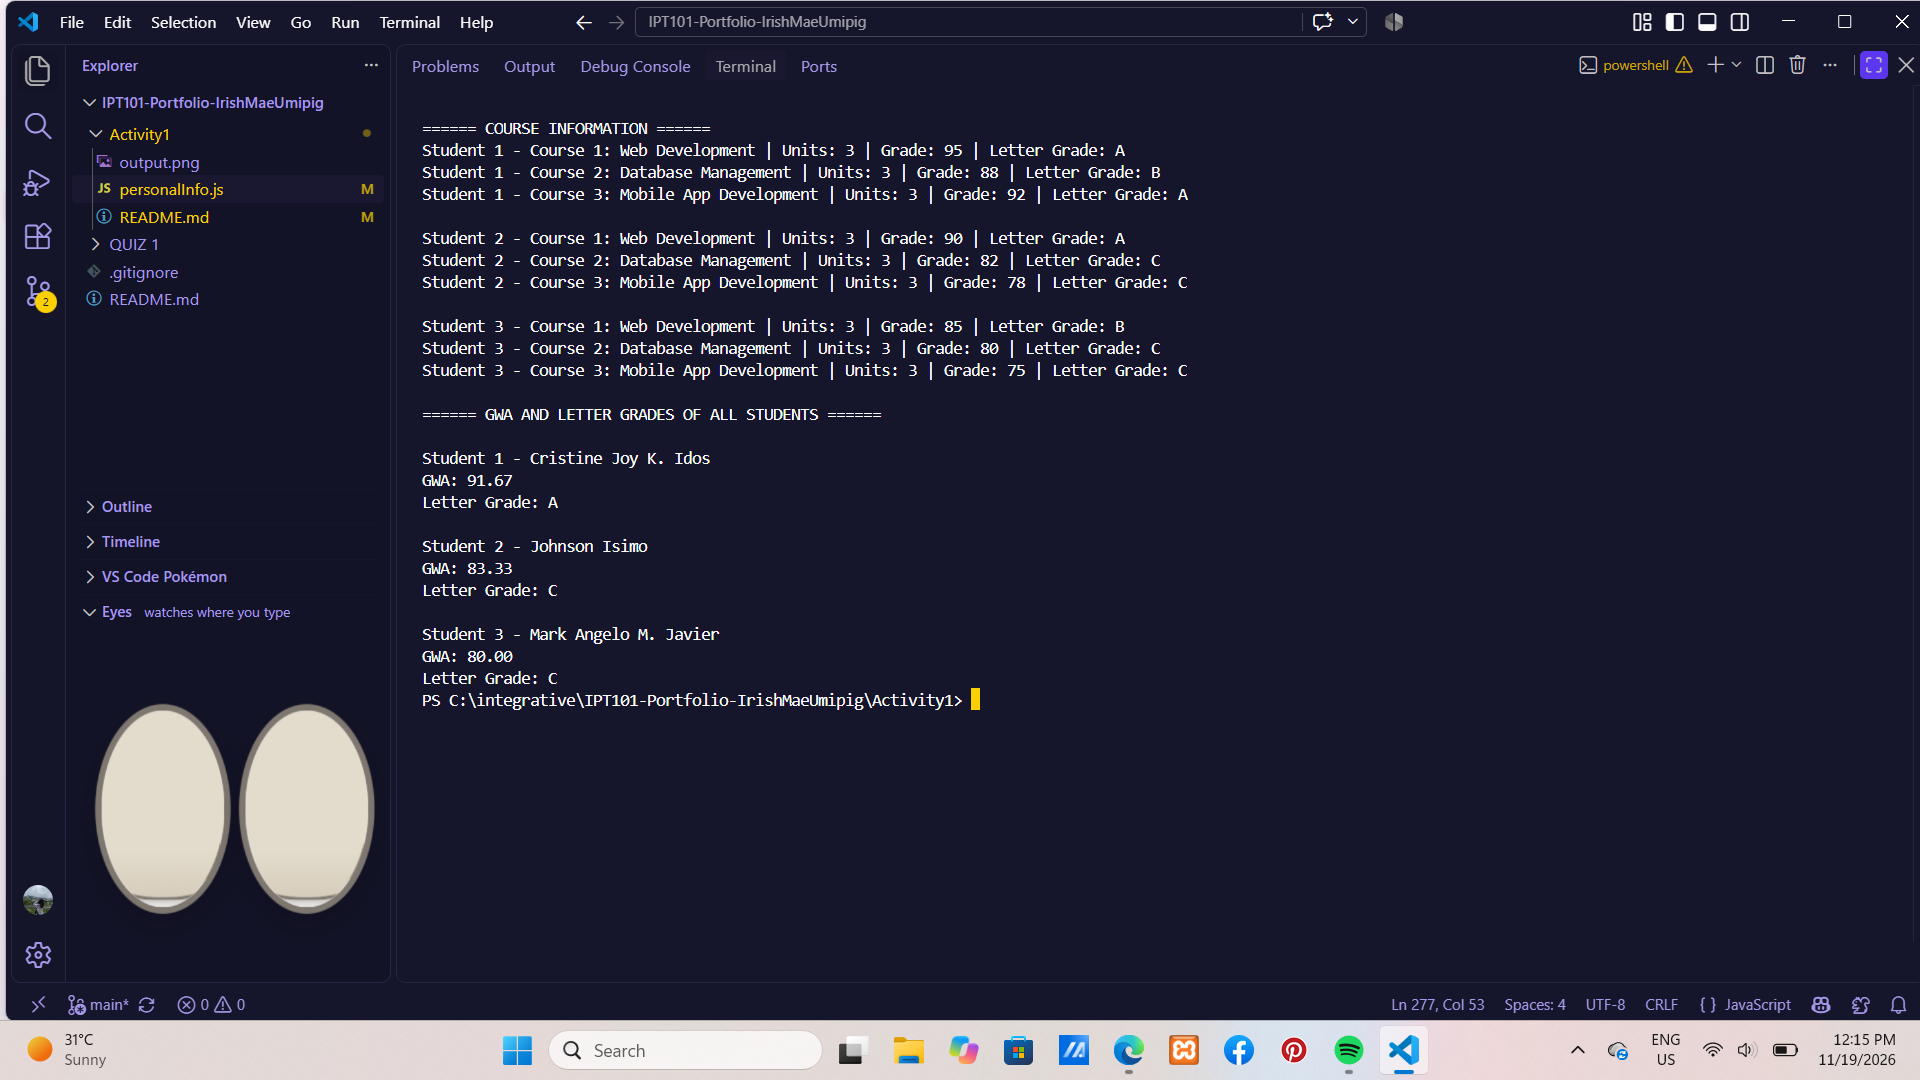 File Edit Selection View Go Run Terminal Help
IPT101-Portfolio-IrishMaeUmipig
Explorer
IPT101-Portfolio-IrishMaeUmipig
Activity1
output.png
JS personalInfo.js M
README.md M
QUIZ 1
.gitignore
README.md
2
Outline
Timeline
VS Code Pokémon
Eyes watches where you type
Problems Output Debug Console Terminal Ports
powershell
====== COURSE INFORMATION ======
Student 1 - Course 1: Web Development | Units: 3 | Grade: 95 | Letter Grade: A
Student 1 - Course 2: Database Management | Units: 3 | Grade: 88 | Letter Grade: B
Student 1 - Course 3: Mobile App Development | Units: 3 | Grade: 92 | Letter Grade: A
Student 2 - Course 1: Web Development | Units: 3 | Grade: 90 | Letter Grade: A
Student 2 - Course 2: Database Management | Units: 3 | Grade: 82 | Letter Grade: C
Student 2 - Course 3: Mobile App Development | Units: 3 | Grade: 78 | Letter Grade: C
Student 3 - Course 1: Web Development | Units: 3 | Grade: 85 | Letter Grade: B
Student 3 - Course 2: Database Management | Units: 3 | Grade: 80 | Letter Grade: C
Student 3 - Course 3: Mobile App Development | Units: 3 | Grade: 75 | Letter Grade: C
====== GWA AND LETTER GRADES OF ALL STUDENTS ======
Student 1 - Cristine Joy K. Idos
GWA: 91.67
Letter Grade: A
Student 2 - Johnson Isimo
GWA: 83.33
Letter Grade: C
Student 3 - Mark Angelo M. Javier
GWA: 80.00
Letter Grade: C
PS C:\integrative\IPT101-Portfolio-IrishMaeUmipig\Activity1>
main* 0 0
Ln 277, Col 53 Spaces: 4 UTF-8 CRLF { } JavaScript
31°C
Sunny
Search
ENG
US
12:15 PM
11/19/2026